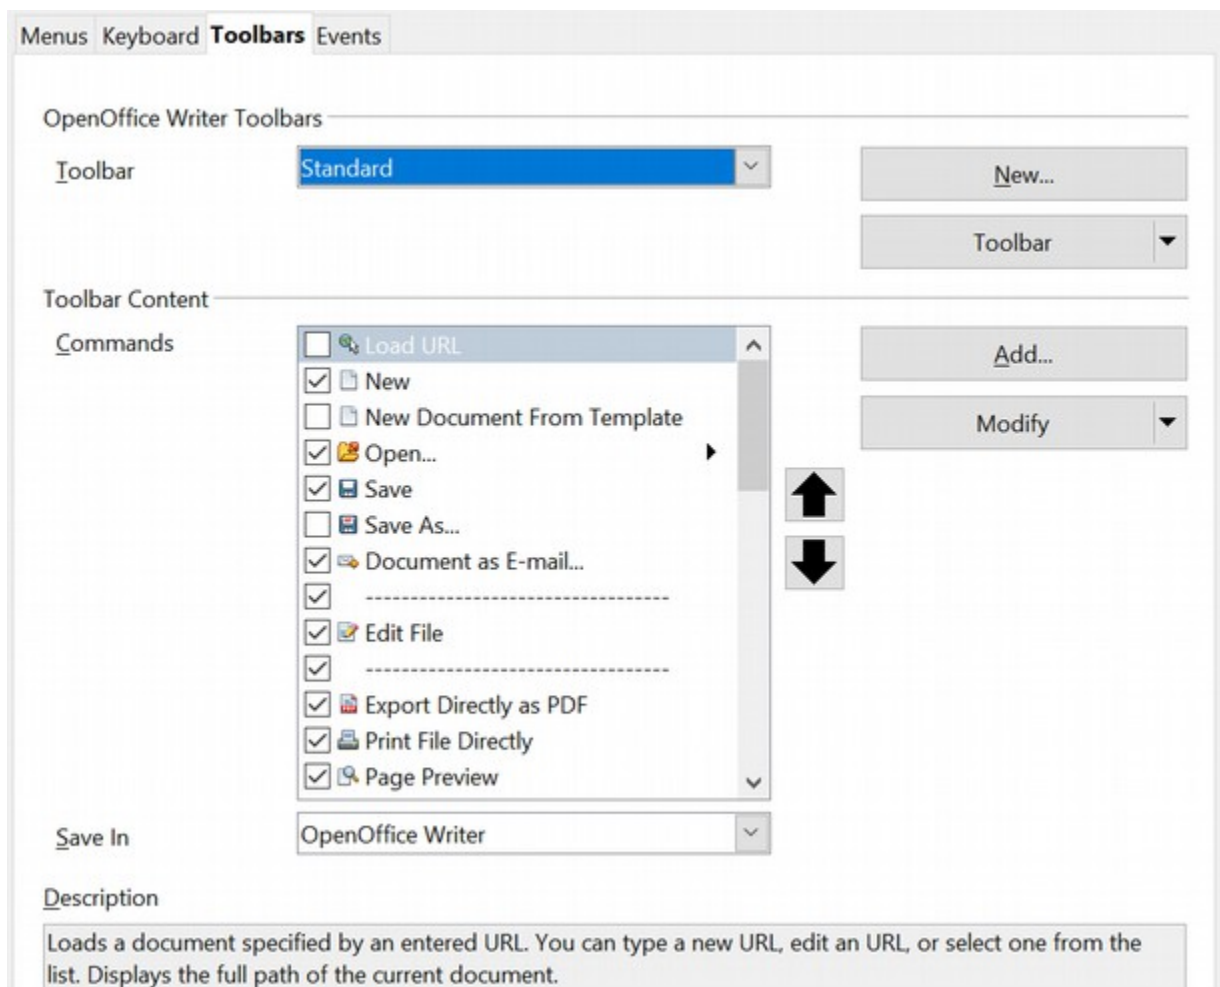 Menus Keyboard Toolbars Events
OpenOffice Writer Toolbars
Toolbar Standard New...
Toolbar
Toolbar Content
Commands Load URL Add...
New
New Document From Template Modify
Open...
Save
Save As...
Document as E-mail...
----------------------------------
Edit File
----------------------------------
Export Directly as PDF
Print File Directly
Page Preview
Save In OpenOffice Writer
Description
Loads a document specified by an entered URL. You can type a new URL, edit an URL, or select one from the
list. Displays the full path of the current document.